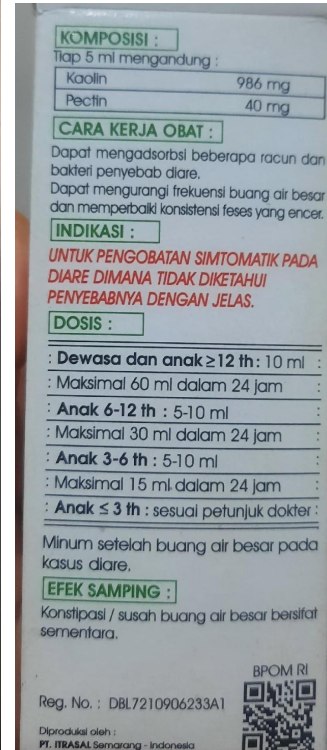 KOMPOSISI :
Tiap 5 ml mengandung :
Kaolin 986 mg
Pectin 40 mg
CARA KERJA OBAT :
Dapat mengadsorbsi beberapa racun dan
bakteri penyebab diare.
Dapat mengurangi frekuensi buang air besar
dan memperbaiki konsistensi feses yang encer.
INDIKASI :
UNTUK PENGOBATAN SIMTOMATIK PADA
DIARE DIMANA TIDAK DIKETAHUI
PENYEBABNYA DENGAN JELAS.
DOSIS :
: Dewasa dan anak ≥ 12 th : 10 ml :
: Maksimal 60 ml dalam 24 jam :
: Anak 6-12 th : 5-10 ml :
: Maksimal 30 ml dalam 24 jam :
: Anak 3-6 th : 5-10 ml :
: Maksimal 15 ml dalam 24 jam :
: Anak ≤ 3 th : sesuai petunjuk dokter :
Minum setelah buang air besar pada
kasus diare.
EFEK SAMPING :
Konstipasi / susah buang air besar bersifat
sementara.
BPOM RI
Reg. No. : DBL7210906233A1
Diproduksi oleh :
PT. ITRASAL Semarang - Indonesia